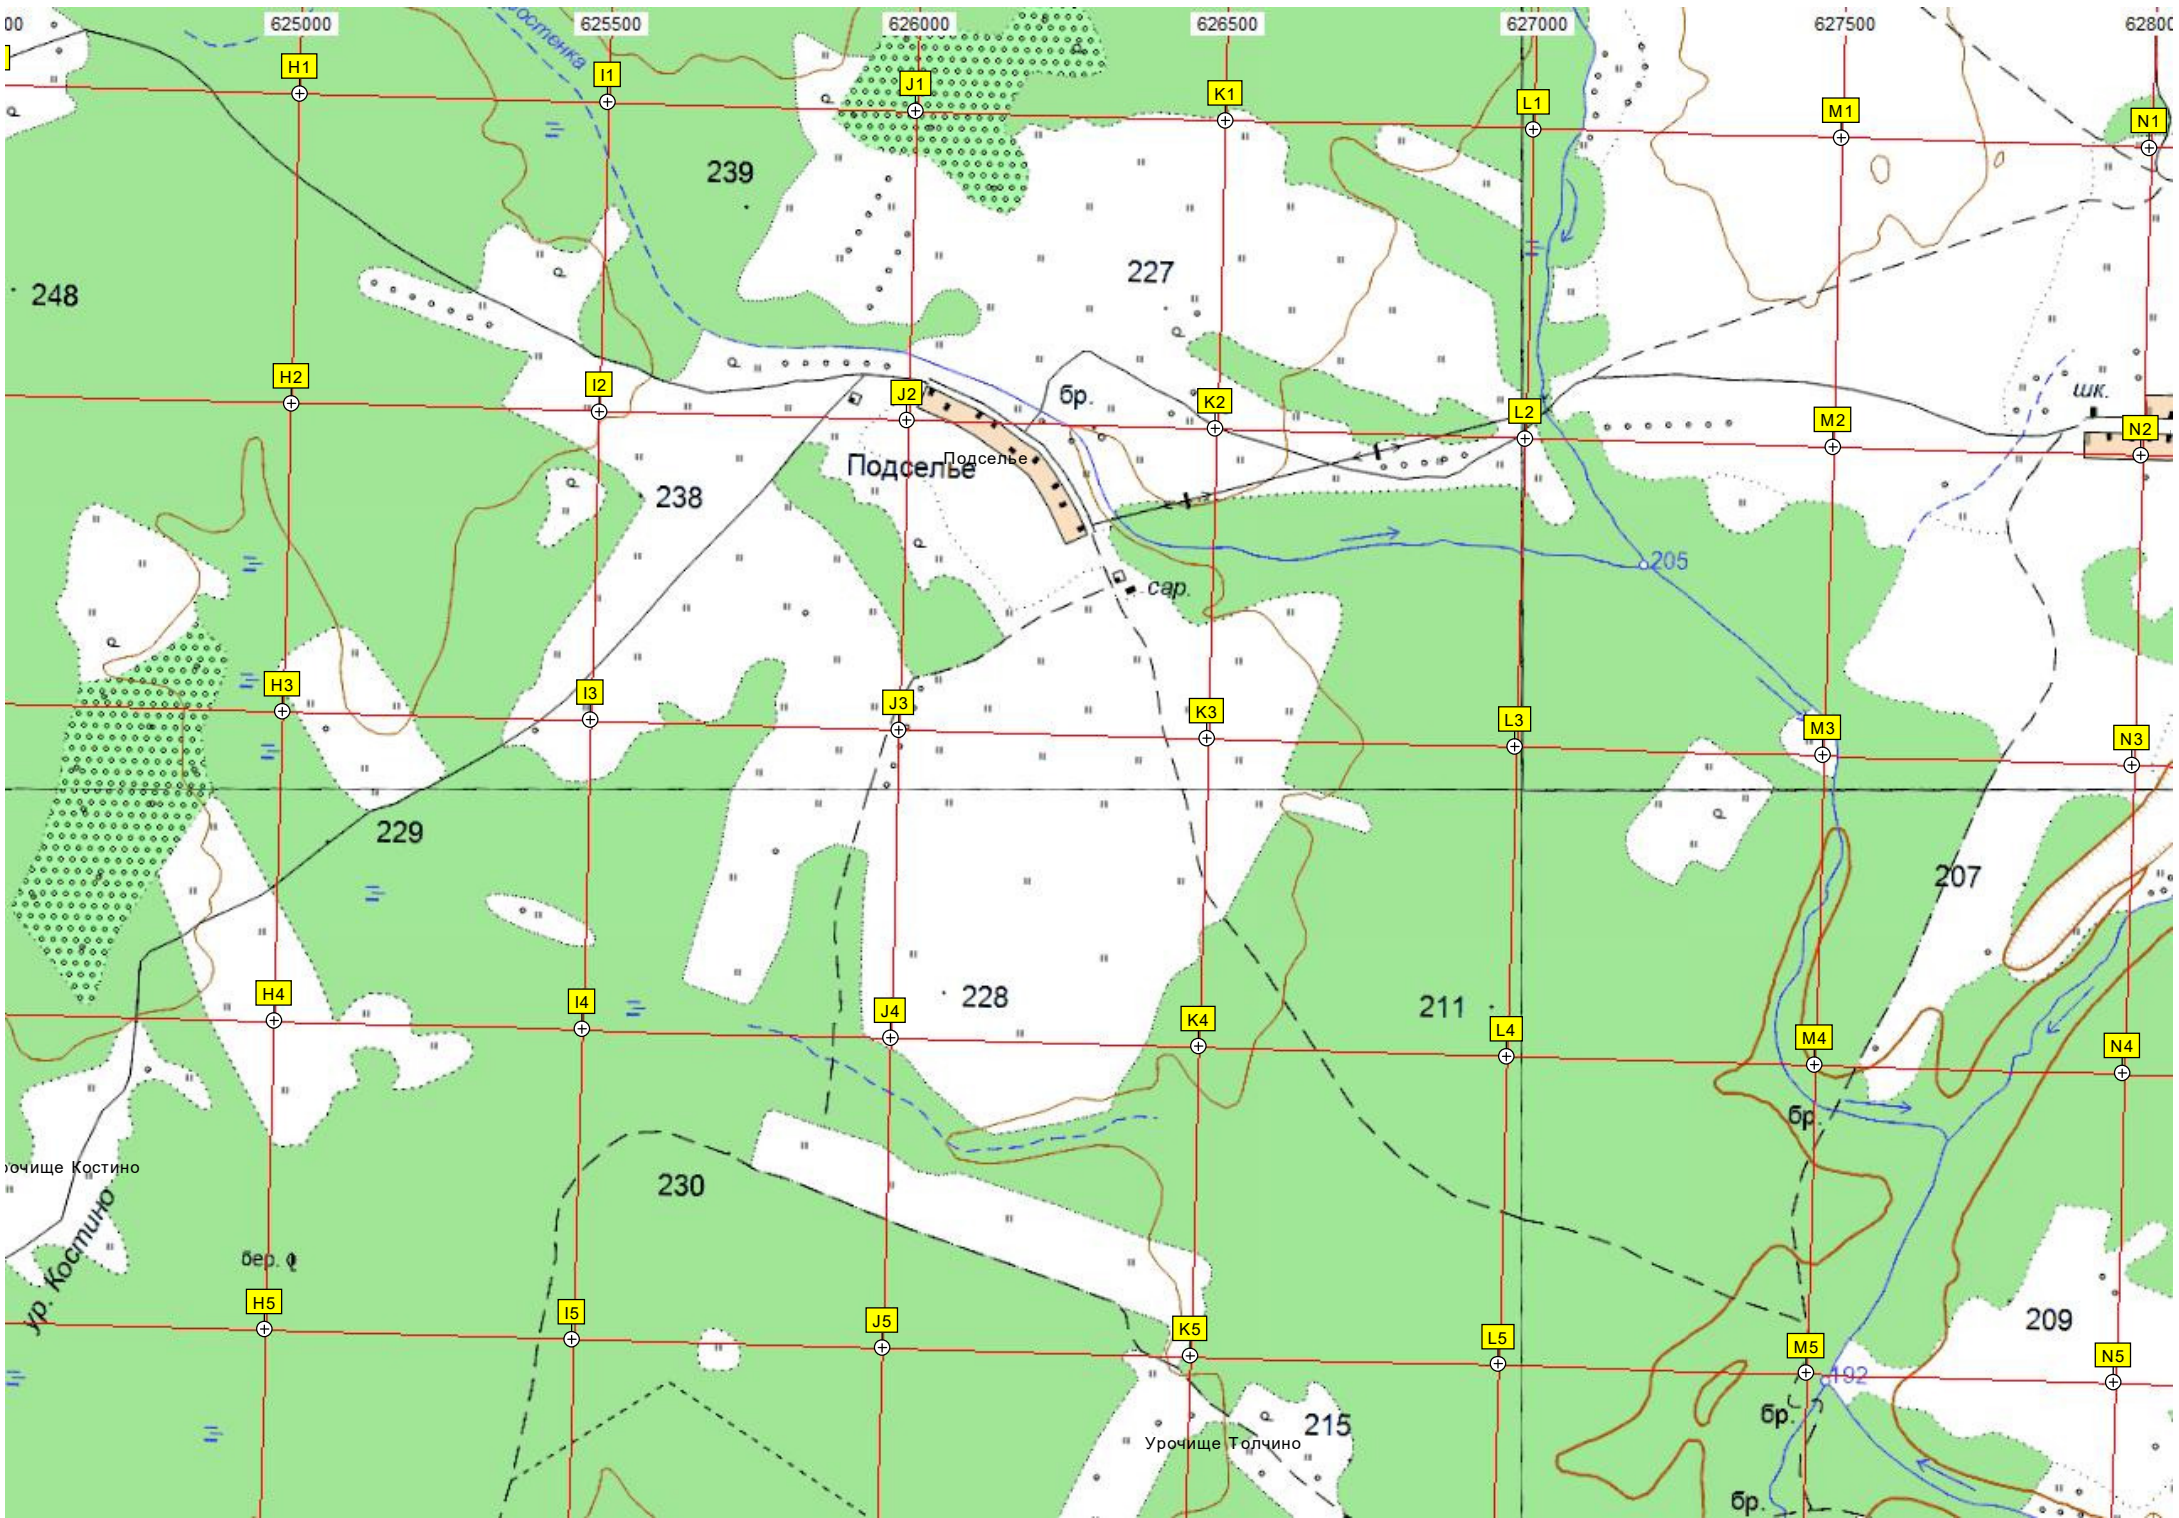 00 625000 625500 626000 626500 627000 627500 6280
H1 I1 J1 K1 L1 M1 N1
239
227
248
шк.
бр.
H2 I2 J2 K2 L2 M2 N2
Подселье
Подселье
238
205
сар.
H3 I3 J3 K3 L3 M3 N3
229
207
228
211
H4 I4 J4 K4 L4 M4 N4
бр.
230
ур. Костино
бер.
209
H5 I5 J5 K5 L5 M5 N5
192
бр.
215
Урочище Толчино
бр.